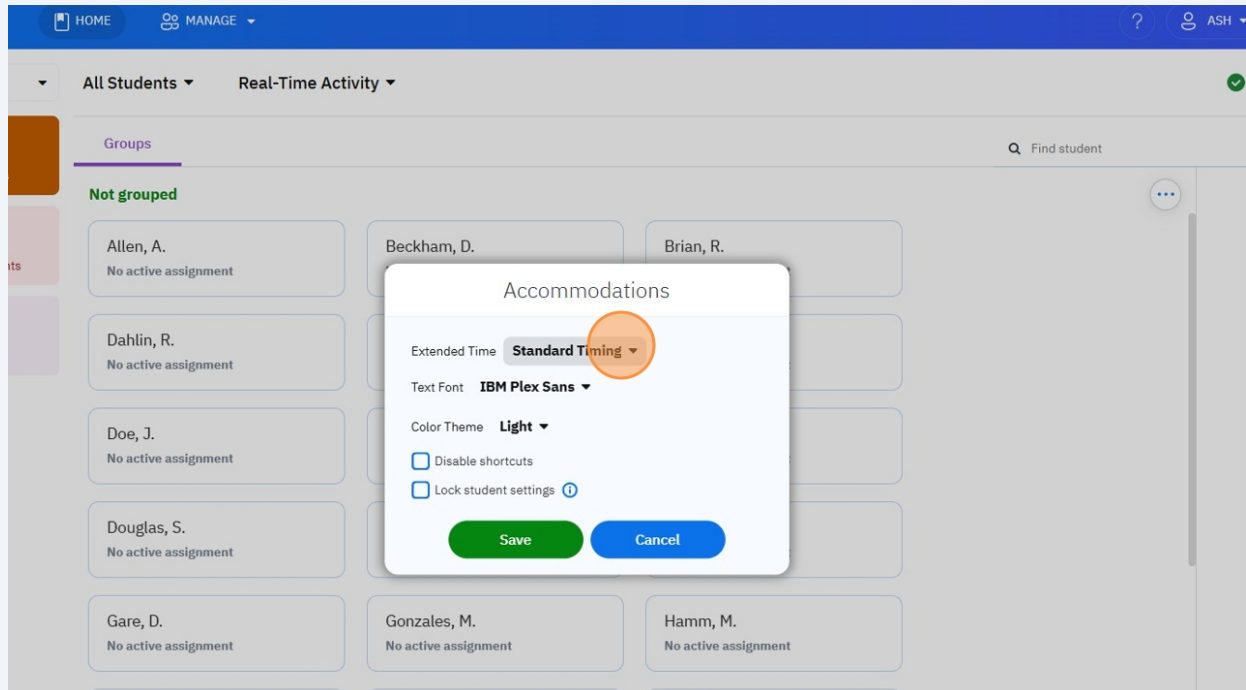 HOME MANAGE ? ASH
All Students Real-Time Activity
Groups Find student
Not grouped
Allen, A. Beckham, D. Brian, R.
No active assignment
nts
Accommodations
Dahlin, R.
No active assignment
Extended Time Standard Timing
Text Font IBM Plex Sans
Color Theme Light
Doe, J.
No active assignment
Disable shortcuts
Lock student settings
Douglas, S.
No active assignment
Save Cancel
Gare, D. Gonzales, M. Hamm, M.
No active assignment No active assignment No active assignment